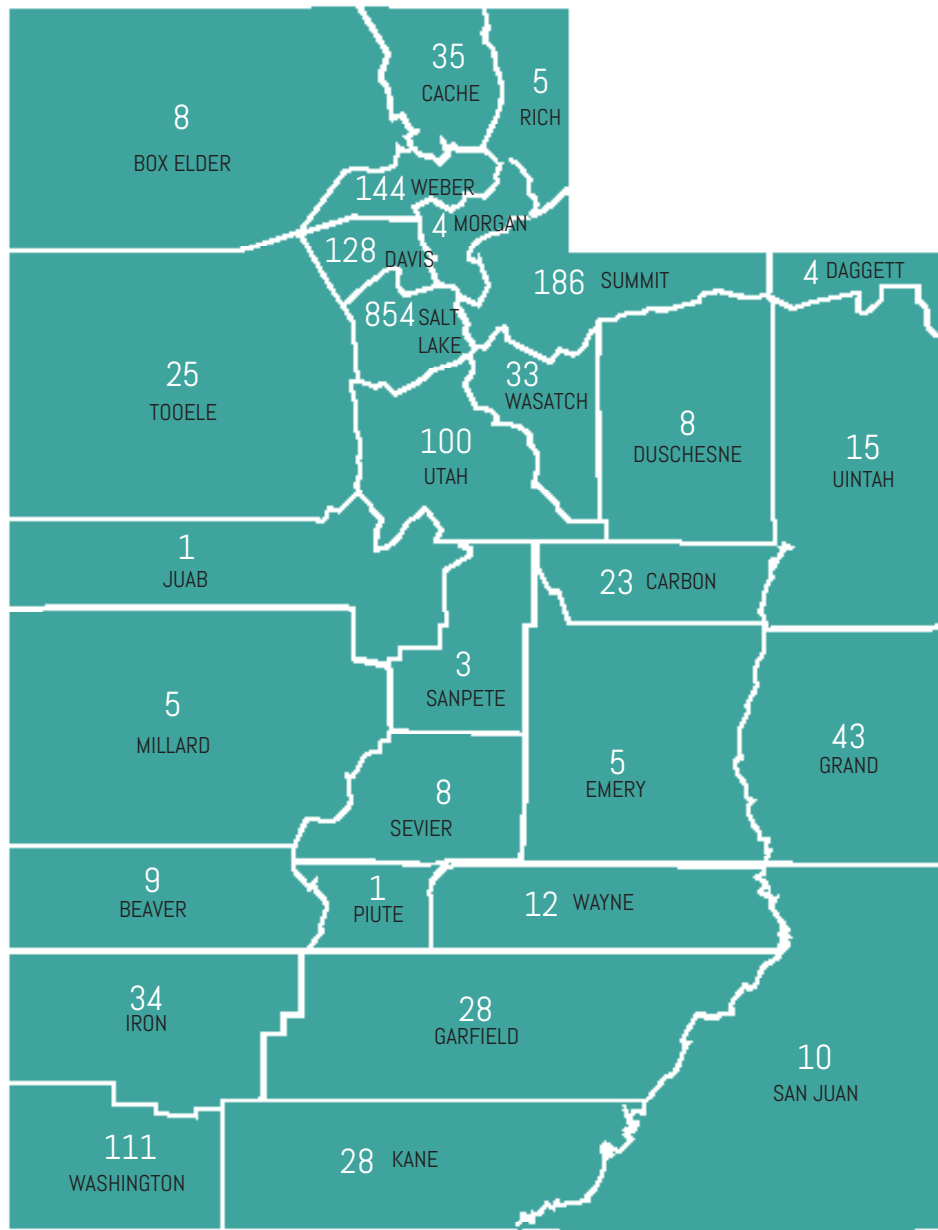 35
CACHE
5
RICH
8
BOX ELDER
144 WEBER
4 MORGAN
128 DAVIS
186 SUMMIT
4 DAGGETT
854 SALT
LAKE
33
WASATCH
25
TOOELE
100
UTAH
8
DUSCHESNE
15
UINTAH
1
JUAB
23 CARBON
3
SANPETE
5
MILLARD
43
GRAND
5
EMERY
8
SEVIER
9
BEAVER
1
PIUTE
12 WAYNE
34
IRON
28
GARFIELD
10
SAN JUAN
111
WASHINGTON
28 KANE